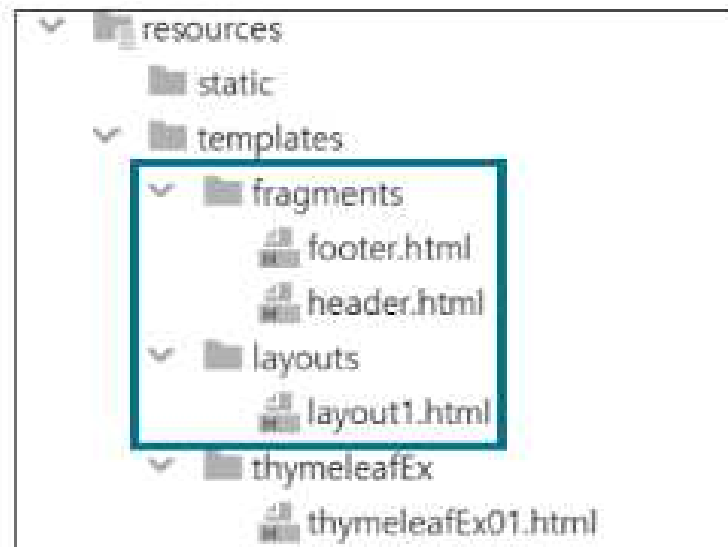 resources
static
templates
fragments
footer.html
header.html
layouts
layout1.html
thymeleafEx
thymeleafEx01.html